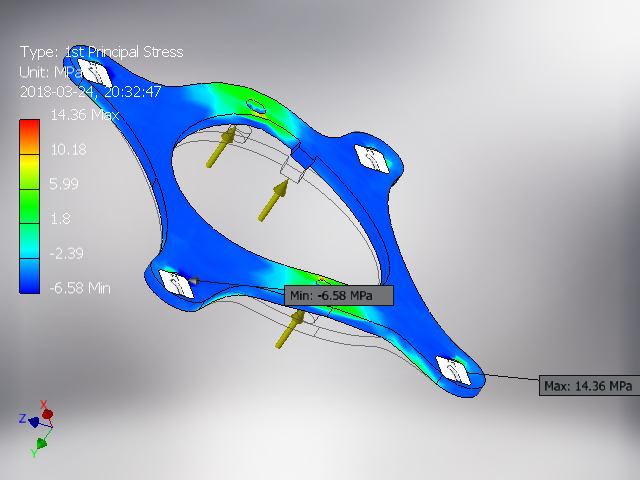 Type: 1st Principal Stress
Unit: MPa
2018-03-24, 20:32:47
14.36 Max
10.18
5.99
1.8
-2.39
-6.58 Min
Min: -6.58 MPa
Max: 14.36 MPa
X
Z
Y